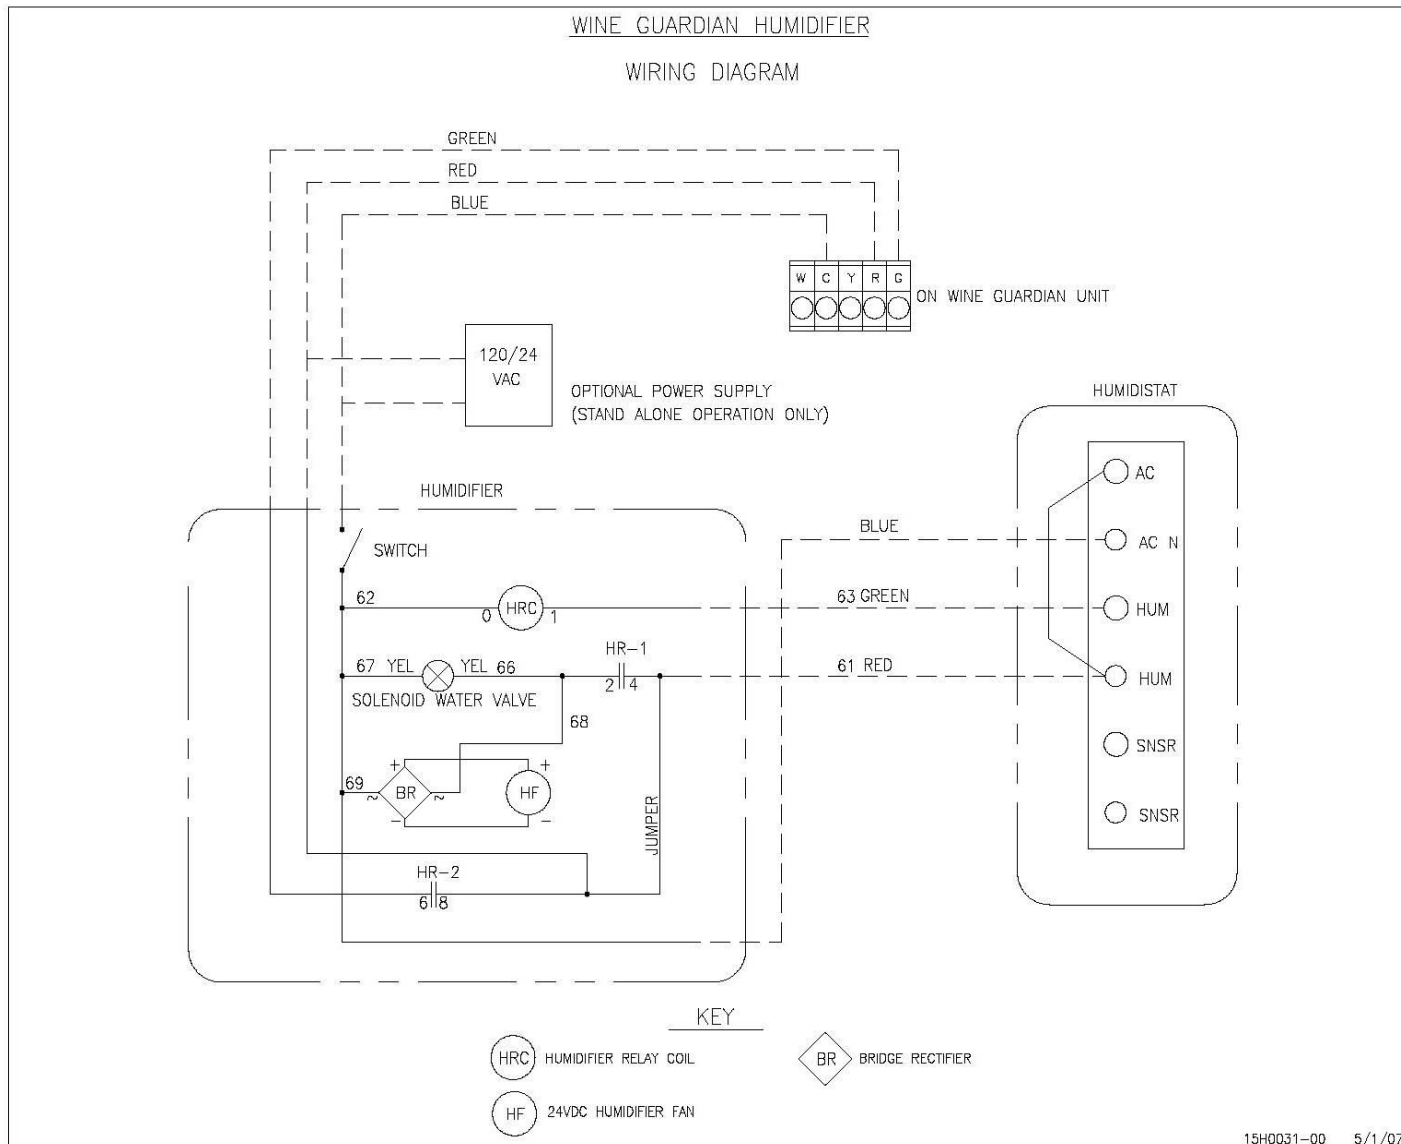 WINE GUARDIAN HUMIDIFIER
WIRING DIAGRAM
GREEN
RED
BLUE
W C Y R G
ON WINE GUARDIAN UNIT
120/24
VAC
OPTIONAL POWER SUPPLY
(STAND ALONE OPERATION ONLY)
HUMIDISTAT
AC
AC N
HUM
HUM
SNSR
SNSR
HUMIDIFIER
SWITCH
BLUE
62
0 HRC 1
63 GREEN
HR-1
67 YEL
YEL 66
2 4
61 RED
SOLENOID WATER VALVE
68
69
+
~ BR ~
-
+
HF
-
JUMPER
HR-2
6 8
KEY
HRC HUMIDIFIER RELAY COIL
BR BRIDGE RECTIFIER
HF 24VDC HUMIDIFIER FAN
15H0031-00 5/1/07